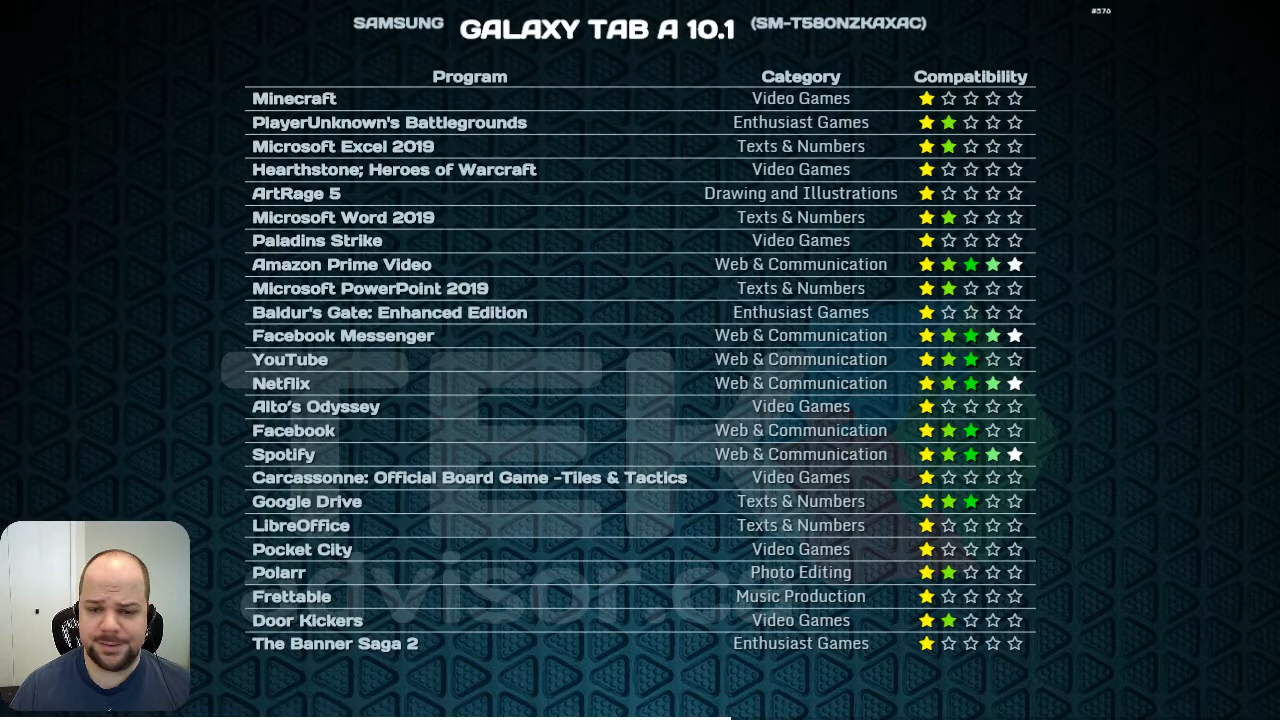 #576
SAMSUNG GALAXY TAB A 10.1 (SM-T580NZKAXAC)
Program Category Compatibility
Minecraft Video Games
PlayerUnknown's Battlegrounds Enthusiast Games
Microsoft Excel 2019 Texts & Numbers
Hearthstone; Heroes of Warcraft Video Games
ArtRage 5 Drawing and Illustrations
Microsoft Word 2019 Texts & Numbers
Paladins Strike Video Games
Amazon Prime Video Web & Communication
Microsoft PowerPoint 2019 Texts & Numbers
Baldur's Gate: Enhanced Edition Enthusiast Games
Facebook Messenger Web & Communication
YouTube Web & Communication
Netflix Web & Communication
Alto's Odyssey Video Games
Facebook Web & Communication
Spotify Web & Communication
Carcassonne: Official Board Game -Tiles & Tactics Video Games
Google Drive Texts & Numbers
LibreOffice Texts & Numbers
Pocket City Video Games
Polarr Photo Editing
Frettable Music Production
Door Kickers Video Games
The Banner Saga 2 Enthusiast Games
TEK